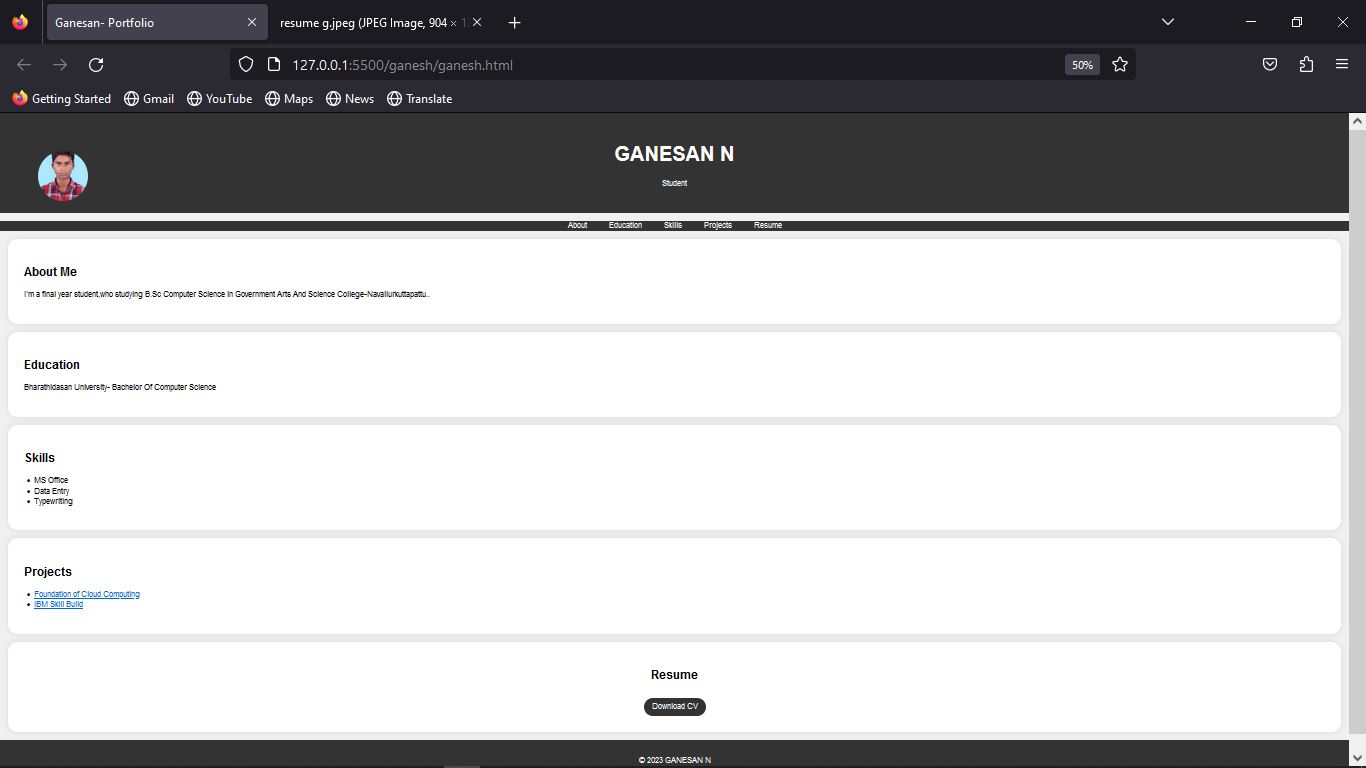 Ganesan- Portfolio
resume g.jpeg (JPEG Image, 904 × 1
127.0.0.1:5500/ganesh/ganesh.html
50%
Getting Started Gmail YouTube Maps News Translate
GANESAN N
Student
About Education Skills Projects Resume
About Me
I'm a final year student,who studying B.Sc Computer Science In Government Arts And Science College-Navallurkuttapattu..
Education
Bharathidasan University- Bachelor Of Computer Science
Skills
MS Office
Data Entry
Typewriting
Projects
Foundation of Cloud Computing
IBM Skill Build
Resume
Download CV
© 2023 GANESAN N